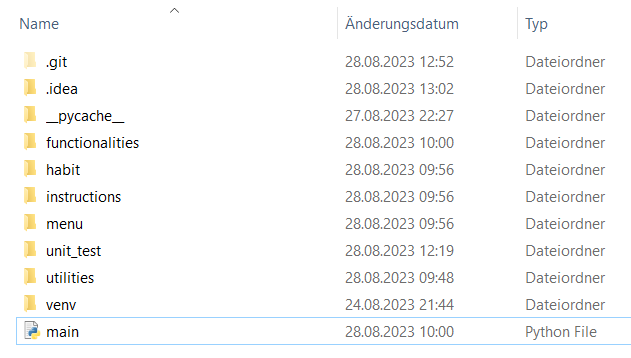 Name Änderungsdatum Typ
.git 28.08.2023 12:52 Dateiordner
.idea 28.08.2023 13:02 Dateiordner
__pycache__ 27.08.2023 22:27 Dateiordner
functionalities 28.08.2023 10:00 Dateiordner
habit 28.08.2023 09:56 Dateiordner
instructions 28.08.2023 09:56 Dateiordner
menu 28.08.2023 09:56 Dateiordner
unit_test 28.08.2023 12:19 Dateiordner
utilities 28.08.2023 09:48 Dateiordner
venv 24.08.2023 21:44 Dateiordner
main 28.08.2023 10:00 Python File